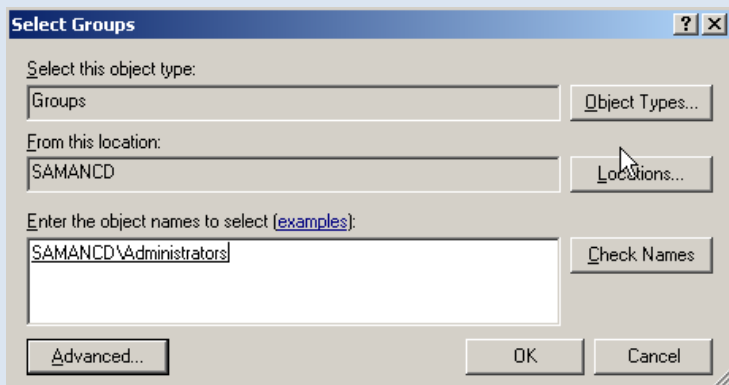 Select Groups
Select this object type:
Groups
Object Types...
From this location:
SAMANCD
Locations...
Enter the object names to select (examples):
SAMANCD\Administrators
Check Names
Advanced...
OK
Cancel